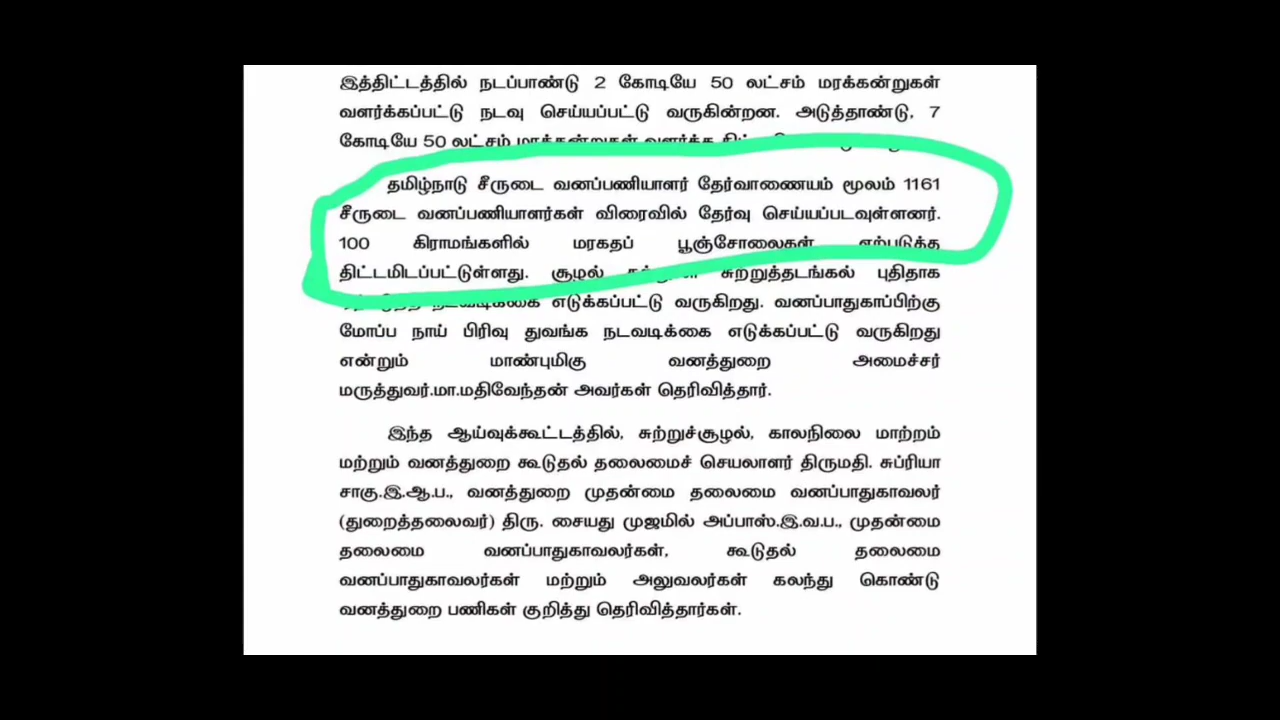 இத்திட்டத்தில் நடப்பாண்டு 2 கோடியே 50 லட்சம் மரக்கன்றுகள்
வளர்க்கப்பட்டு நடவு செய்யப்பட்டு வருகின்றன. அடுத்தாண்டு, 7
கோடியே 50 லட்சம் மரக்கன்றுகள் வளர்க்க
தமிழ்நாடு சீருடை வனப்பணியாளர் தேர்வாணையம் மூலம் 1161
சீருடை வனப்பணியாளர்கள் விரைவில் தேர்வு செய்யப்படவுள்ளனர்.
100 கிராமங்களில் மரகதப் பூஞ்சோலைகள் ஏற்படுத்த
திட்டமிடப்பட்டுள்ளது. சூழல் சுற்றுத்தடங்கல் புதிதாக
நடவடிக்கை எடுக்கப்பட்டு வருகிறது. வனப்பாதுகாப்பிற்கு
மோப்ப நாய் பிரிவு துவங்க நடவடிக்கை எடுக்கப்பட்டு வருகிறது
என்றும் மாண்புமிகு வனத்துறை அமைச்சர்
மருத்துவர்.மா.மதிவேந்தன் அவர்கள் தெரிவித்தார்.
இந்த ஆய்வுக்கூட்டத்தில், சுற்றுச்சூழல், காலநிலை மாற்றம்
மற்றும் வனத்துறை கூடுதல் தலைமைச் செயலாளர் திருமதி. சுப்ரியா
சாகு.இ.ஆ.ப., வனத்துறை முதன்மை தலைமை வனப்பாதுகாவலர்
(துறைத்தலைவர்) திரு. சையது முஜமில் அப்பாஸ்.இ.வ.ப., முதன்மை
தலைமை வனப்பாதுகாவலர்கள், கூடுதல் தலைமை
வனப்பாதுகாவலர்கள் மற்றும் அலுவலர்கள் கலந்து கொண்டு
வனத்துறை பணிகள் குறித்து தெரிவித்தார்கள்.